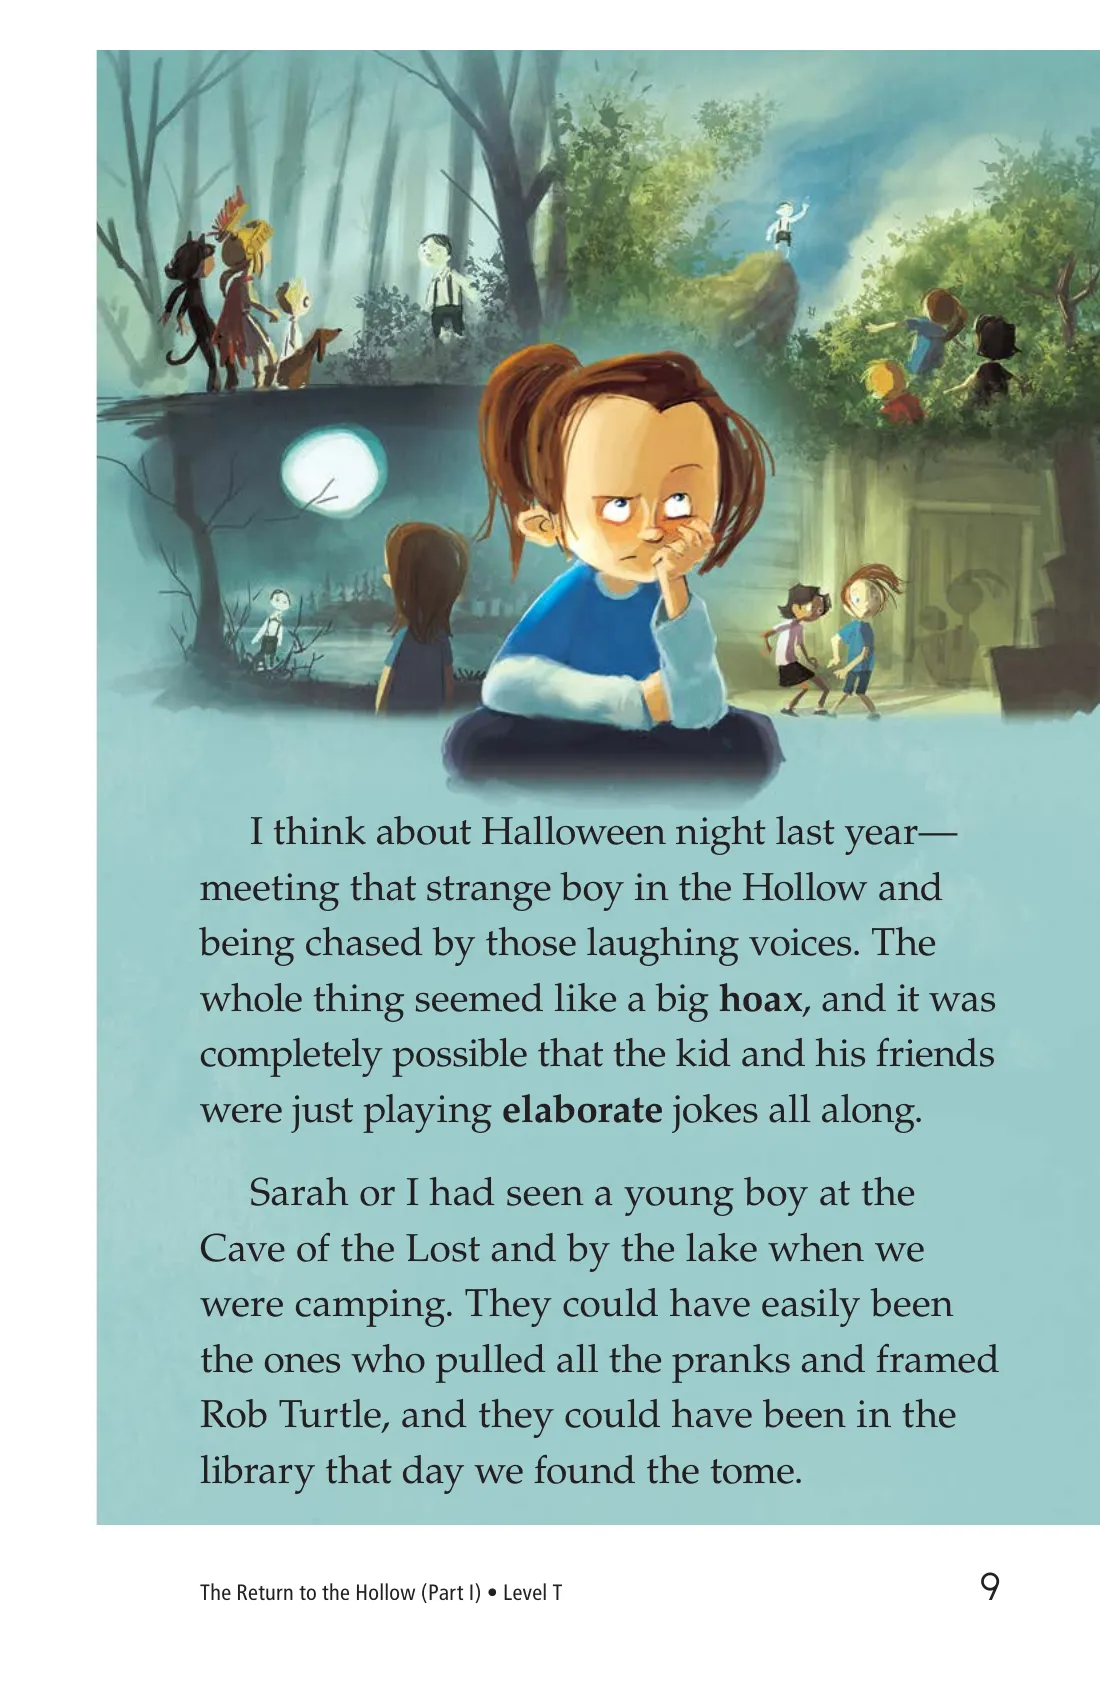 I think about Halloween night last year—
meeting that strange boy in the Hollow and
being chased by those laughing voices. The
whole thing seemed like a big hoax, and it was
completely possible that the kid and his friends
were just playing elaborate jokes all along.
Sarah or I had seen a young boy at the
Cave of the Lost and by the lake when we
were camping. They could have easily been
the ones who pulled all the pranks and framed
Rob Turtle, and they could have been in the
library that day we found the tome.
The Return to the Hollow (Part I) • Level T
9